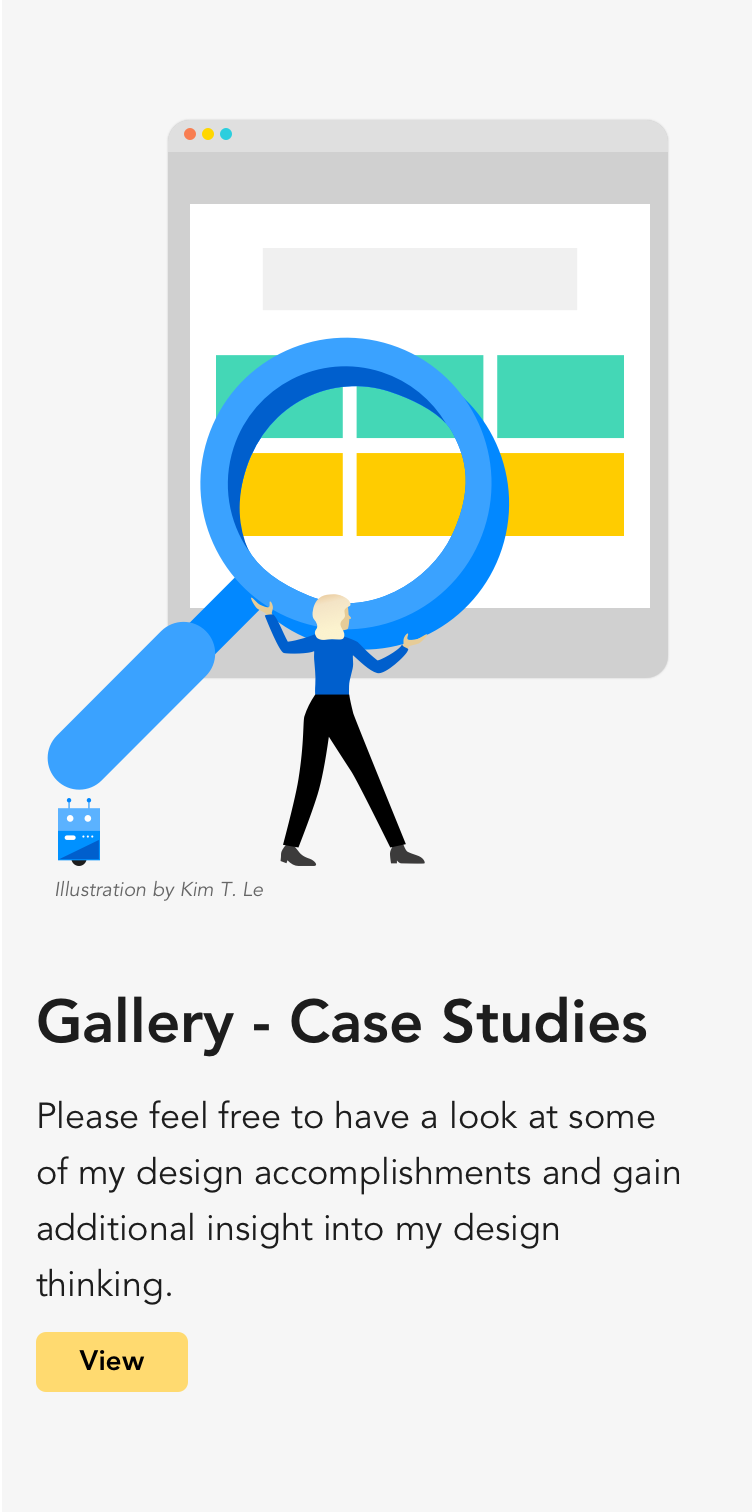 Illustration by Kim T. Le
Gallery - Case Studies
Please feel free to have a look at some
of my design accomplishments and gain
additional insight into my design
thinking.
View